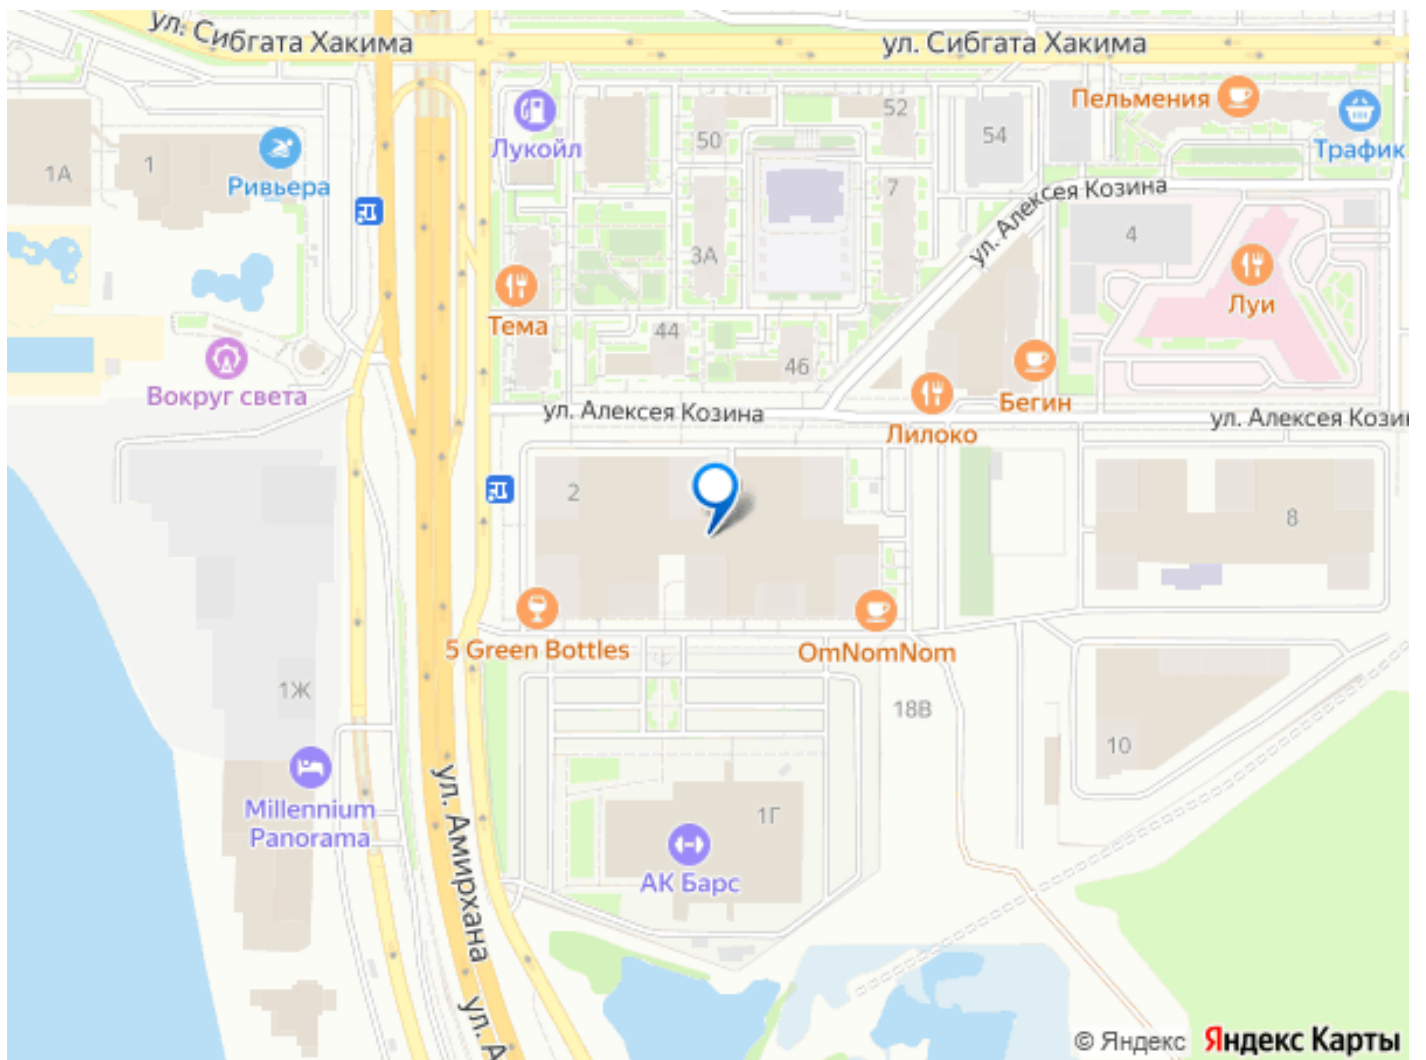 ул. Сибгата Хакима
ул. Сибгата Хакима
Пельмения
52
Лукойл
50
54
Трафик
1А
1
Ривьера
7
ул. Алексея Козина
4
3А
Луи
Тема
44
46
Вокруг света
Бегин
ул. Алексея Козина
Лилоко
ул. Алексея Козин
2
8
5 Green Bottles
OmNomNom
1Ж
18В
10
Millennium
Panorama
1Г
ул. Амирхана
АК Барс
ул. А
© Яндекс Яндекс Карты